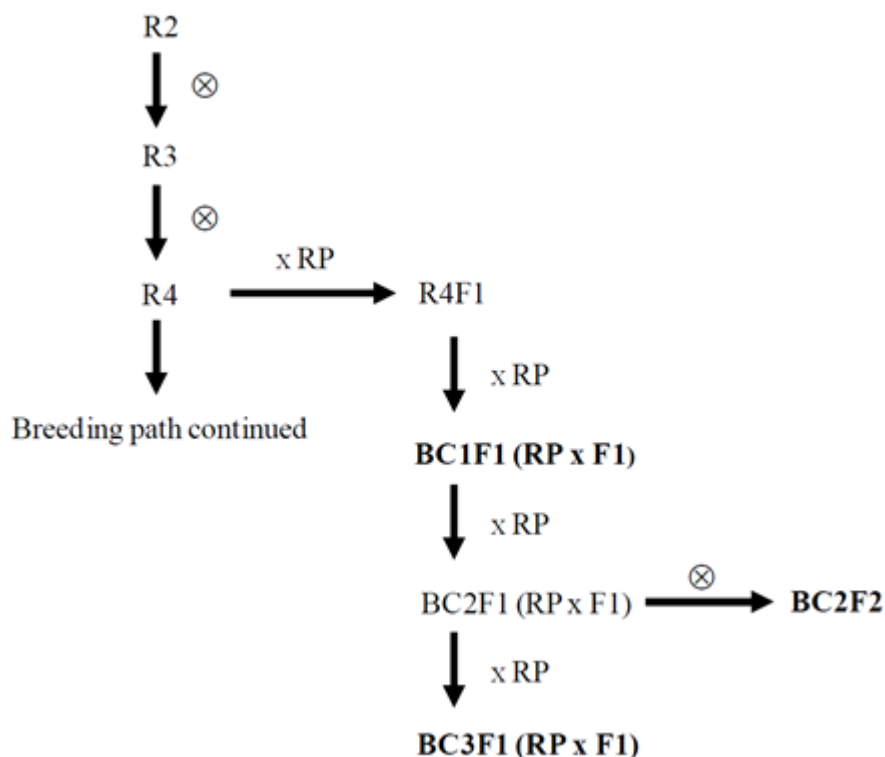 R2
⊗
R3
⊗
x RP
R4
R4F1
x RP
Breeding path continued
BC1F1 (RP x F1)
x RP
⊗
BC2F1 (RP x F1)
BC2F2
x RP
BC3F1 (RP x F1)